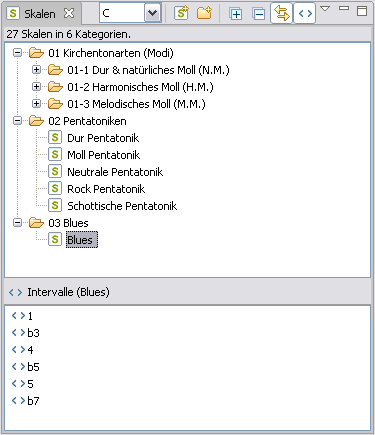 Skalen
C
27 Skalen in 6 Kategorien.
01 Kirchentonarten (Modi)
01-1 Dur & natürliches Moll (N.M.)
01-2 Harmonisches Moll (H.M.)
01-3 Melodisches Moll (M.M.)
02 Pentatoniken
S Dur Pentatonik
S Moll Pentatonik
S Neutrale Pentatonik
S Rock Pentatonik
S Schottische Pentatonik
03 Blues
S Blues
<> Intervalle (Blues)
<> 1
<> b3
<> 4
<> b5
<> 5
<> b7